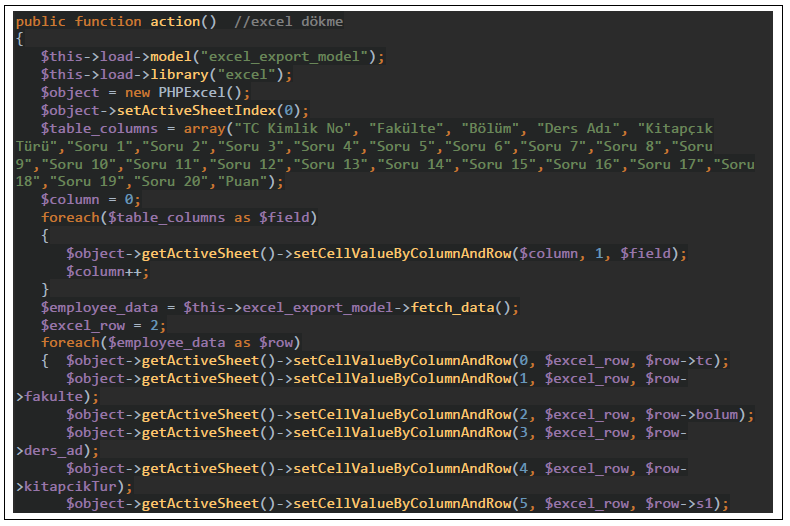 public function action()  //excel dökme
{
   $this->load->model("excel_export_model");
   $this->load->library("excel");
   $object = new PHPExcel();
   $object->setActiveSheetIndex(0);
   $table_columns = array("TC Kimlik No", "Fakülte", "Bölüm", "Ders Adı", "Kitapçık
Türü","Soru 1","Soru 2","Soru 3","Soru 4","Soru 5","Soru 6","Soru 7","Soru 8","Soru
9","Soru 10","Soru 11","Soru 12","Soru 13","Soru 14","Soru 15","Soru 16","Soru 17","Soru
18","Soru 19","Soru 20","Puan");
   $column = 0;
   foreach($table_columns as $field)
   {
      $object->getActiveSheet()->setCellValueByColumnAndRow($column, 1, $field);
      $column++;
   }
   $employee_data = $this->excel_export_model->fetch_data();
   $excel_row = 2;
   foreach($employee_data as $row)
   {  $object->getActiveSheet()->setCellValueByColumnAndRow(0, $excel_row, $row->tc);
      $object->getActiveSheet()->setCellValueByColumnAndRow(1, $excel_row, $row-
>fakulte);
      $object->getActiveSheet()->setCellValueByColumnAndRow(2, $excel_row, $row->bolum);
      $object->getActiveSheet()->setCellValueByColumnAndRow(3, $excel_row, $row-
>ders_ad);
      $object->getActiveSheet()->setCellValueByColumnAndRow(4, $excel_row, $row-
>kitapcikTur);
      $object->getActiveSheet()->setCellValueByColumnAndRow(5, $excel_row, $row->s1);